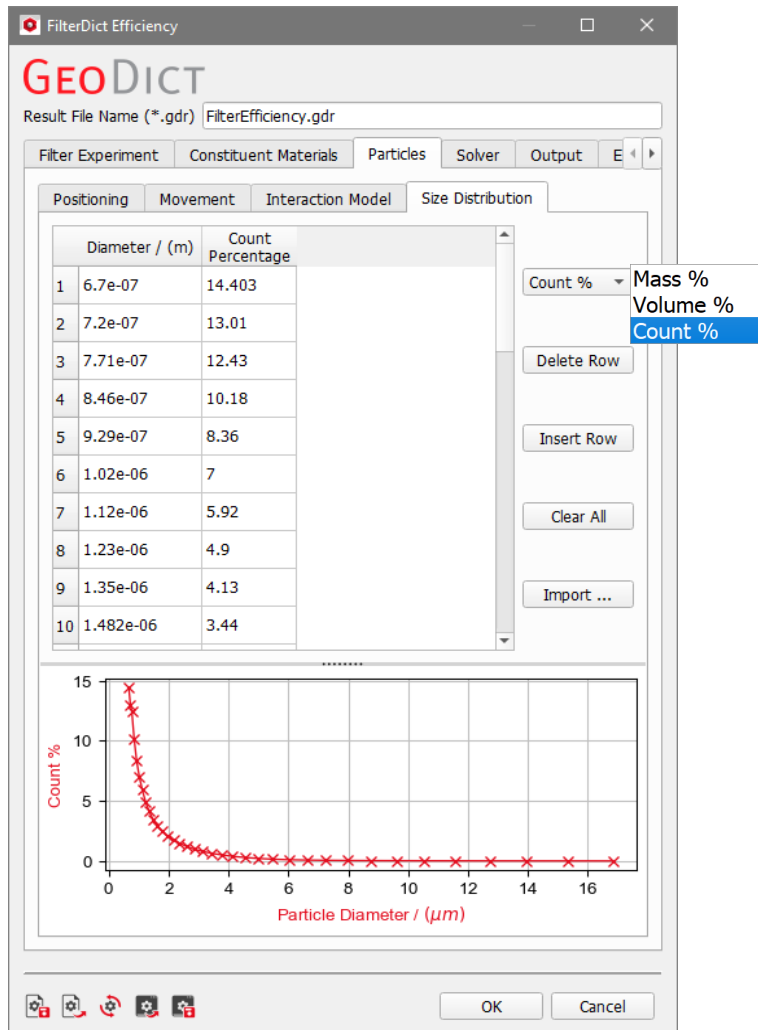 FilterDict Efficiency
GEODICT
Result File Name (*.gdr) FilterEfficiency.gdr
Filter Experiment Constituent Materials Particles Solver Output E
Positioning Movement Interaction Model Size Distribution
Diameter / (m) Count Percentage
1 6.7e-07 14.403
2 7.2e-07 13.01
3 7.71e-07 12.43
4 8.46e-07 10.18
5 9.29e-07 8.36
6 1.02e-06 7
7 1.12e-06 5.92
8 1.23e-06 4.9
9 1.35e-06 4.13
10 1.482e-06 3.44
Count %
Mass %
Volume %
Count %
Delete Row
Insert Row
Clear All
Import ...
Count %
15
10
5
0
0 2 4 6 8 10 12 14 16
Particle Diameter / (μm)
OK Cancel